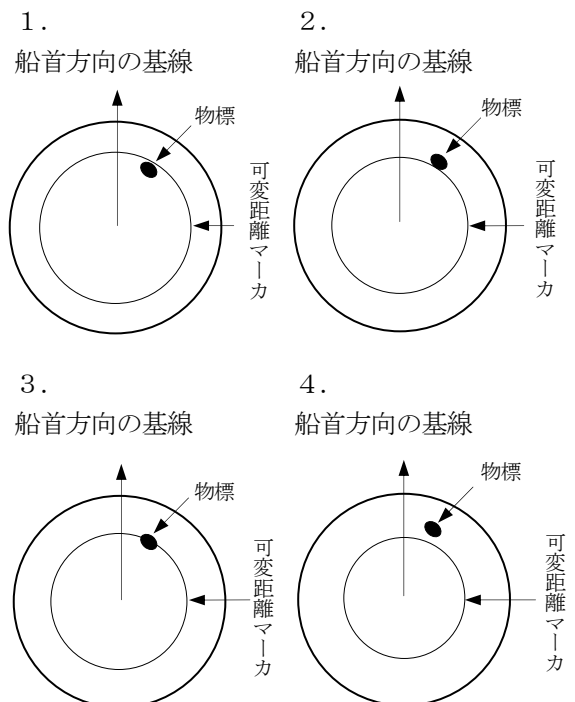 １．
船首方向の基線
物標
可変距離マーカ
２．
船首方向の基線
物標
可変距離マーカ
３．
船首方向の基線
物標
可変距離マーカ
４．
船首方向の基線
物標
可変距離マーカ